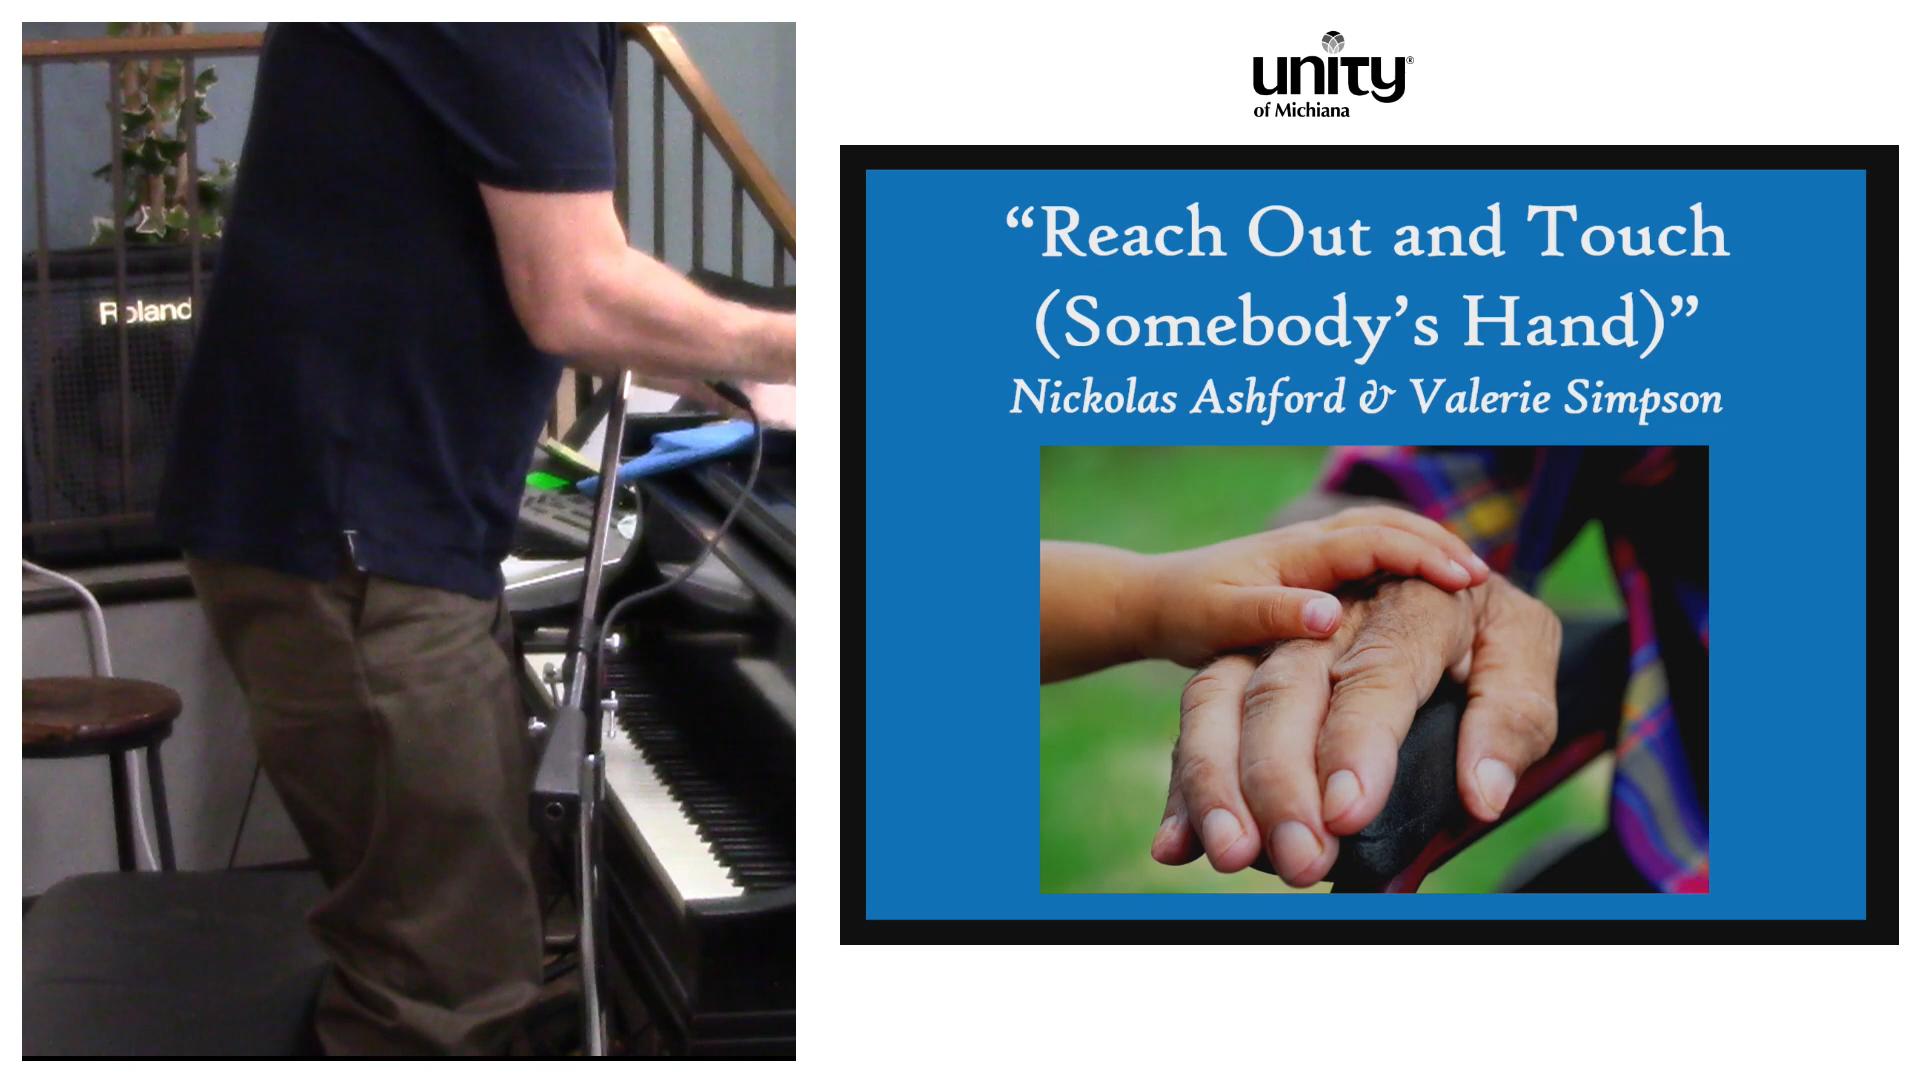 Roland
unity®
of Michiana
“Reach Out and Touch
(Somebody’s Hand)”
Nickolas Ashford & Valerie Simpson